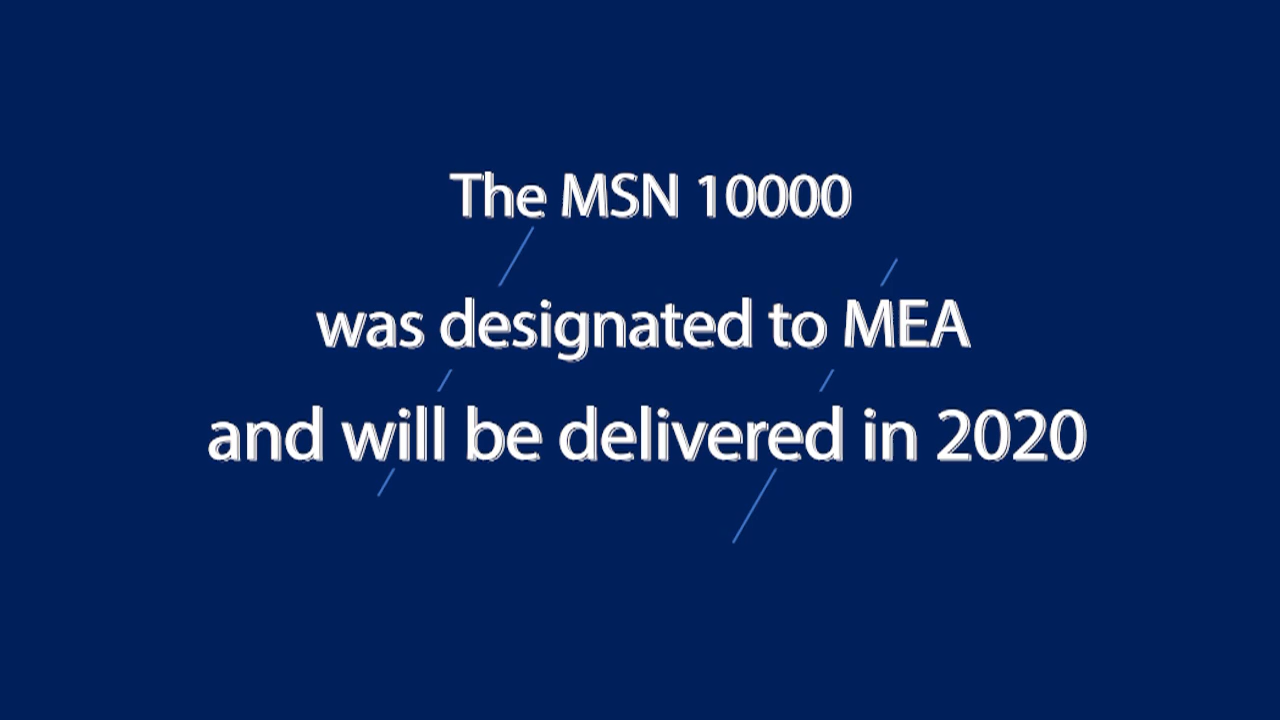 The MSN 10000
was designated to MEA
and will be delivered in 2020